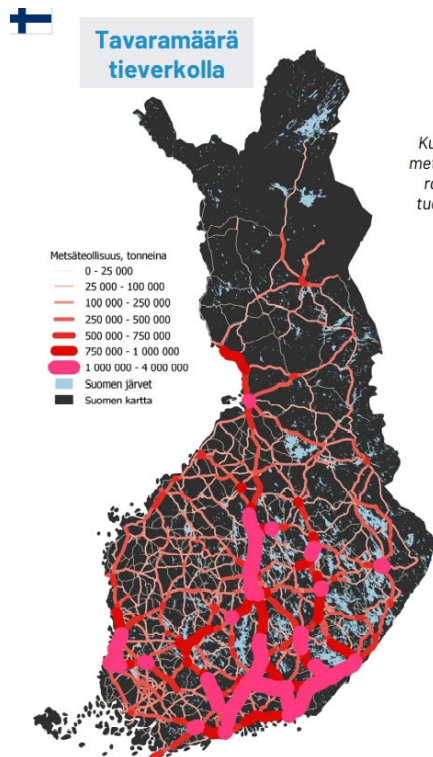 Tavaramäärä
tieverkolla
Metsäteollisuus, tonneina
0 - 25 000
25 000 - 100 000
100 000 - 250 000
250 000 - 500 000
500 000 - 750 000
750 000 - 1 000 000
1 000 000 - 4 000 000
Suomen järvet
Suomen kartta